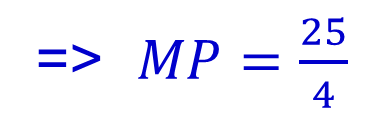 => MP = 25/4